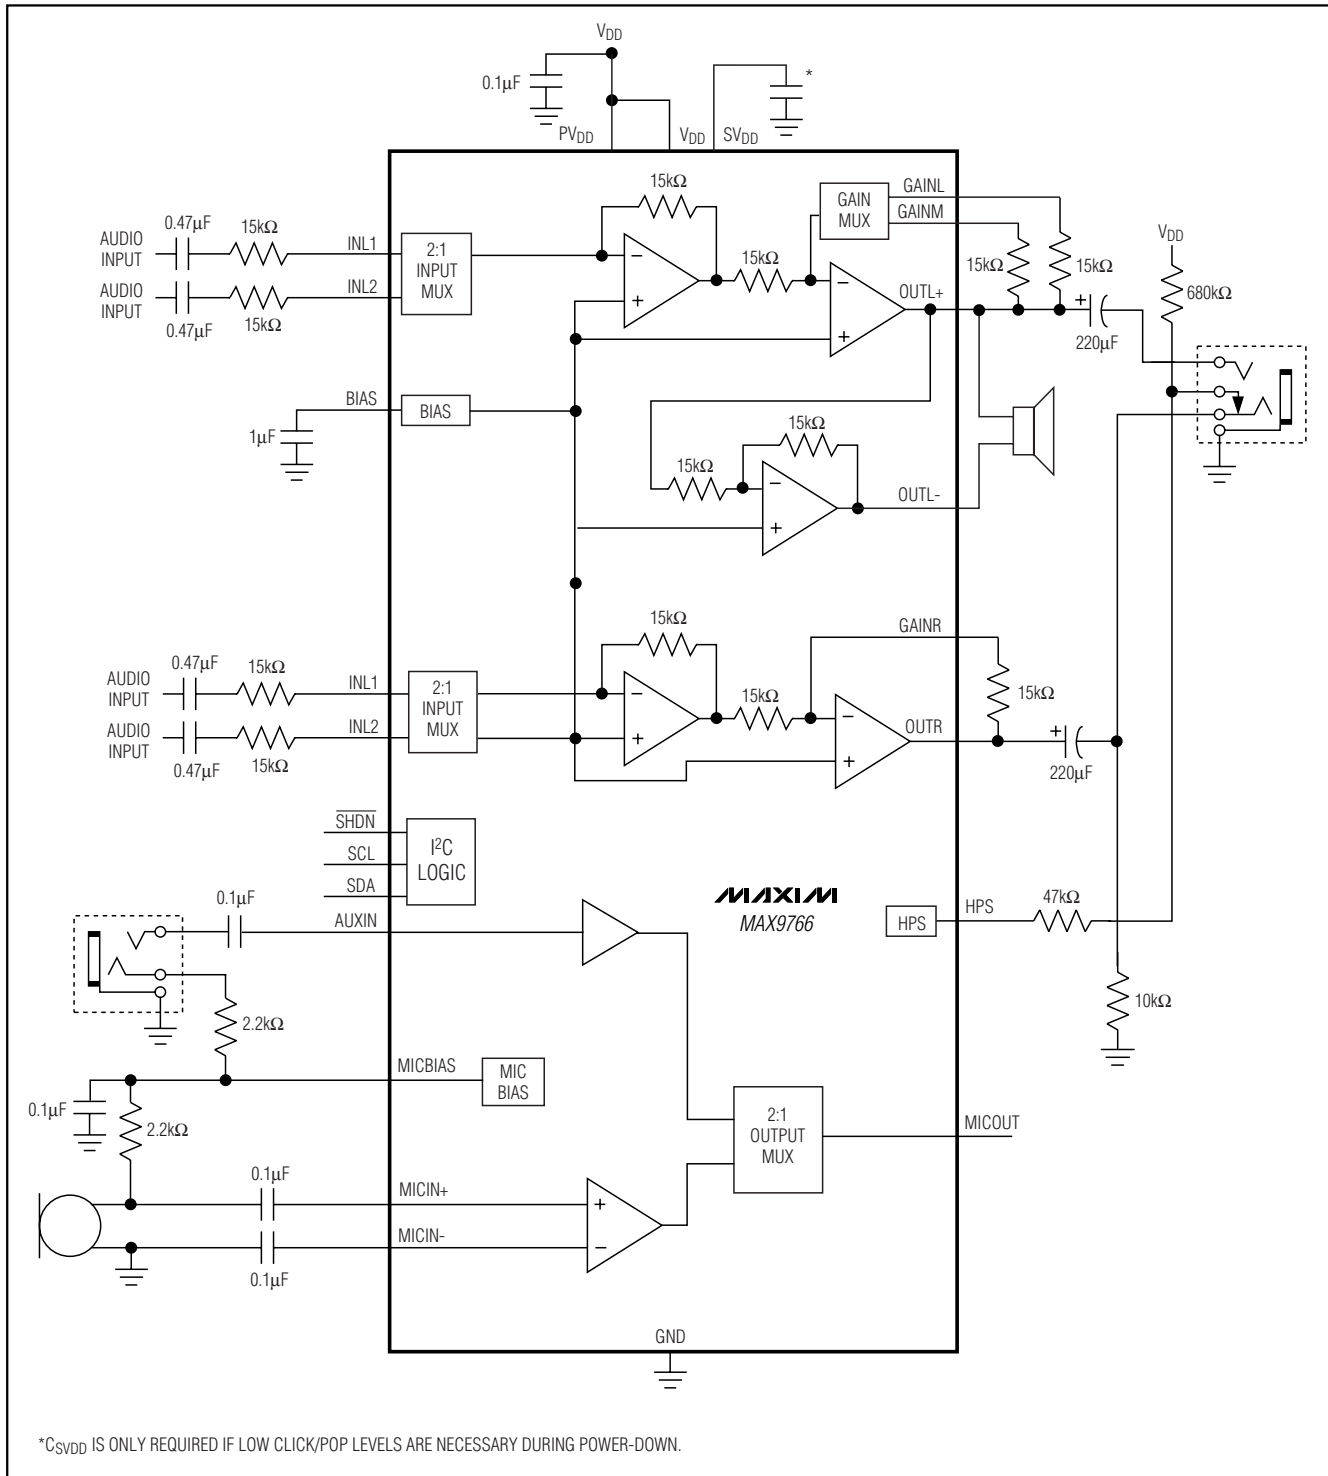 VDD
0.1µF
*
PVDD
VDD
SVDD
15kΩ
GAIN
MUX
GAINL
GAINM
AUDIO
INPUT
0.47µF
15kΩ
INL1
2:1
INPUT
MUX
−
+
15kΩ
−
+
OUTL+
15kΩ
15kΩ
VDD
680kΩ
AUDIO
INPUT
0.47µF
15kΩ
INL2
+
220µF
BIAS
BIAS
1µF
15kΩ
15kΩ
−
+
OUTL-
15kΩ
GAINR
AUDIO
INPUT
0.47µF
15kΩ
INL1
2:1
INPUT
MUX
−
+
15kΩ
−
+
OUTR
15kΩ
AUDIO
INPUT
0.47µF
15kΩ
INL2
+
220µF
SHDN
SCL
SDA
I²C
LOGIC
0.1µF
AUXIN
MAXIM
MAX9766
HPS
HPS
47kΩ
10kΩ
2.2kΩ
MICBIAS
MIC
BIAS
0.1µF
2.2kΩ
2:1
OUTPUT
MUX
MICOUT
0.1µF
MICIN+
+
−
MICIN-
0.1µF
GND
*CSVDD IS ONLY REQUIRED IF LOW CLICK/POP LEVELS ARE NECESSARY DURING POWER-DOWN.